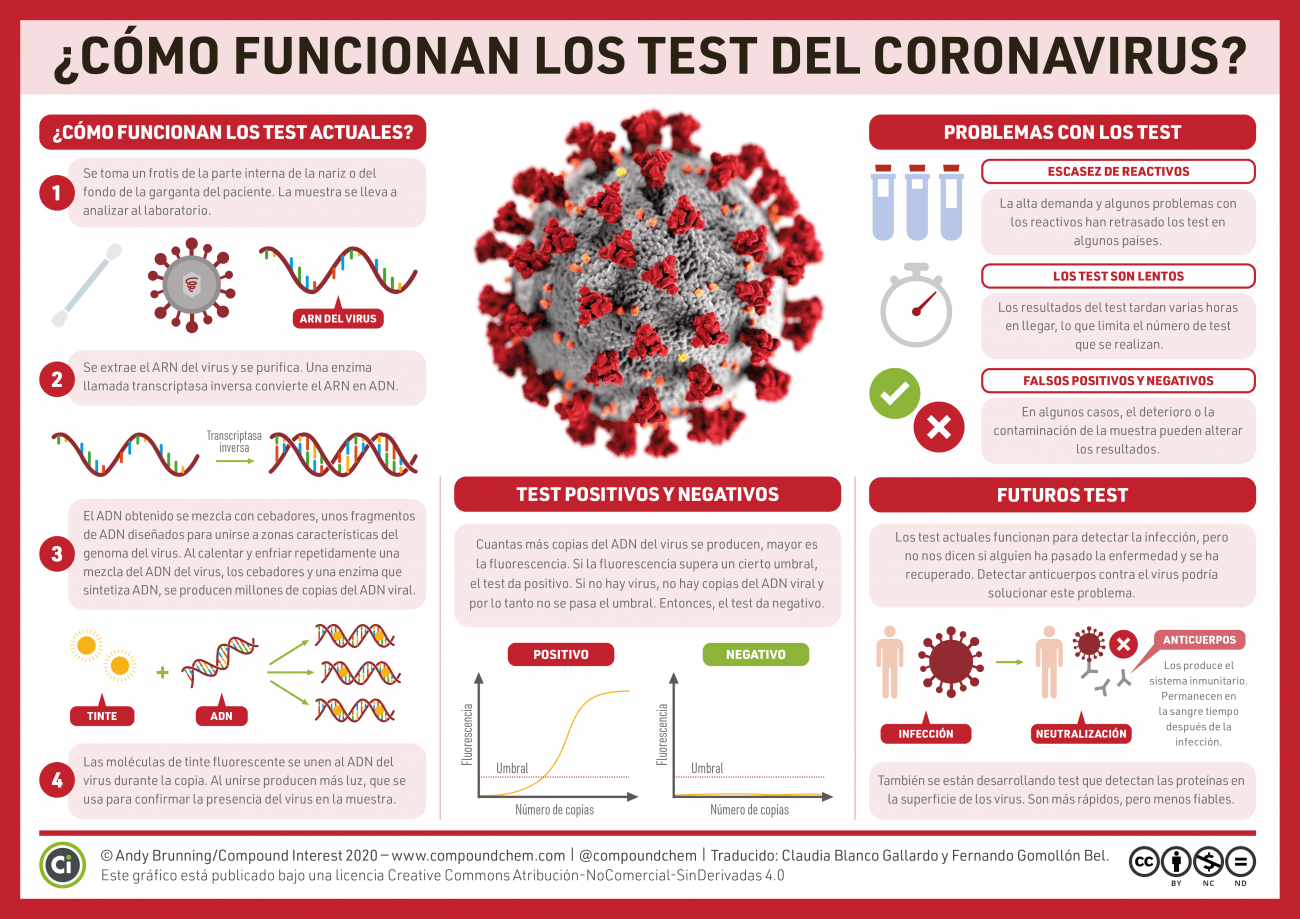 ¿CÓMO FUNCIONAN LOS TEST DEL CORONAVIRUS?
¿CÓMO FUNCIONAN LOS TEST ACTUALES?
1
Se toma un frotis de la parte interna de la nariz o del
fondo de la garganta del paciente. La muestra se lleva a
analizar al laboratorio.
ARN DEL VIRUS
2
Se extrae el ARN del virus y se purifica. Una enzima
llamada transcriptasa inversa convierte el ARN en ADN.
Transcriptasa
inversa
3
El ADN obtenido se mezcla con cebadores, unos fragmentos
de ADN diseñados para unirse a zonas características del
genoma del virus. Al calentar y enfriar repetidamente una
mezcla del ADN del virus, los cebadores y una enzima que
sintetiza ADN, se producen millones de copias del ADN viral.
TINTE
+
ADN
4
Las moléculas de tinte fluorescente se unen al ADN del
virus durante la copia. Al unirse producen más luz, que se
usa para confirmar la presencia del virus en la muestra.
TEST POSITIVOS Y NEGATIVOS
Cuantas más copias del ADN del virus se producen, mayor es
la fluorescencia. Si la fluorescencia supera un cierto umbral,
el test da positivo. Si no hay virus, no hay copias del ADN viral y
por lo tanto no se pasa el umbral. Entonces, el test da negativo.
POSITIVO
Fluorescencia
Umbral
Número de copias
NEGATIVO
Fluorescencia
Umbral
Número de copias
PROBLEMAS CON LOS TEST
ESCASEZ DE REACTIVOS
La alta demanda y algunos problemas con
los reactivos han retrasado los test en
algunos países.
LOS TEST SON LENTOS
Los resultados del test tardan varias horas
en llegar, lo que limita el número de test
que se realizan.
FALSOS POSITIVOS Y NEGATIVOS
En algunos casos, el deterioro o la
contaminación de la muestra pueden alterar
los resultados.
FUTUROS TEST
Los test actuales funcionan para detectar la infección, pero
no nos dicen si alguien ha pasado la enfermedad y se ha
recuperado. Detectar anticuerpos contra el virus podría
solucionar este problema.
INFECCIÓN
NEUTRALIZACIÓN
ANTICUERPOS
Los produce el
sistema inmunitario.
Permanecen en
la sangre tiempo
después de la
infección.
También se están desarrollando test que detectan las proteínas en
la superficie de los virus. Son más rápidos, pero menos fiables.
Ci
© Andy Brunning/Compound Interest 2020 – www.compoundchem.com | @compoundchem | Traducido: Claudia Blanco Gallardo y Fernando Gomollón Bel.
Este gráfico está publicado bajo una licencia Creative Commons Atribución-NoComercial-SinDerivadas 4.0
cc
BY NC ND